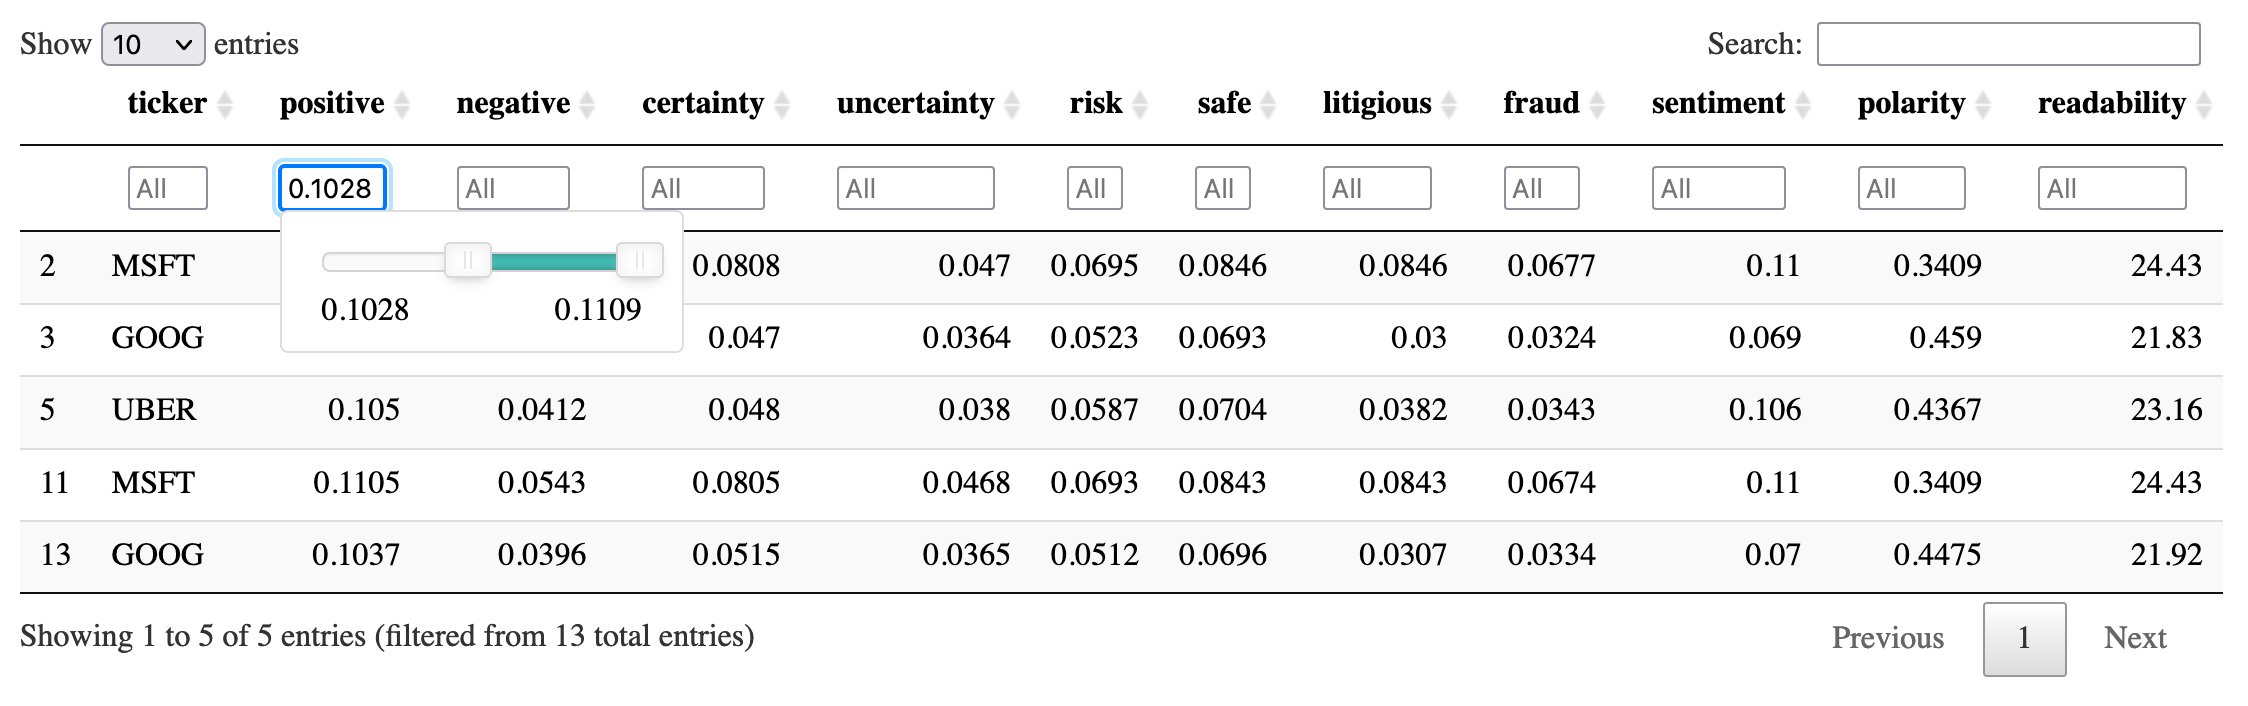 Show 10 entries Search:
ticker positive negative certainty uncertainty risk safe litigious fraud sentiment polarity readability
All 0.1028 All All All All All All All All All All
2 MSFT 0.0808 0.047 0.0695 0.0846 0.0846 0.0677 0.11 0.3409 24.43
0.1028 0.1109
3 GOOG 0.047 0.0364 0.0523 0.0693 0.03 0.0324 0.069 0.459 21.83
5 UBER 0.105 0.0412 0.048 0.038 0.0587 0.0704 0.0382 0.0343 0.106 0.4367 23.16
11 MSFT 0.1105 0.0543 0.0805 0.0468 0.0693 0.0843 0.0843 0.0674 0.11 0.3409 24.43
13 GOOG 0.1037 0.0396 0.0515 0.0365 0.0512 0.0696 0.0307 0.0334 0.07 0.4475 21.92
Showing 1 to 5 of 5 entries (filtered from 13 total entries) Previous 1 Next